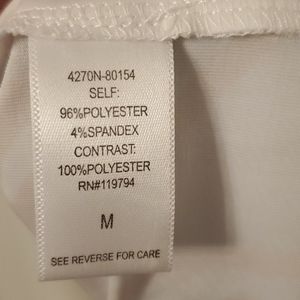 4270N-80154
SELF:
96%POLYESTER
4%SPANDEX
CONTRAST:
100%POLYESTER
RN#119794
M
SEE REVERSE FOR CARE